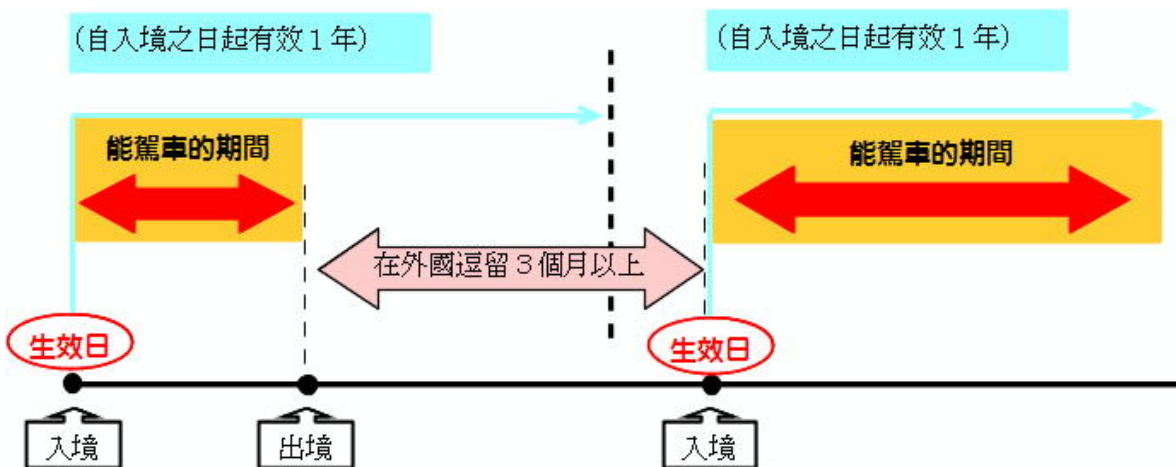 (自入境之日起有效1年)
(自入境之日起有效1年)
能駕車的期間
能駕車的期間
在外國逗留3個月以上
生效日
生效日
入境
出境
入境